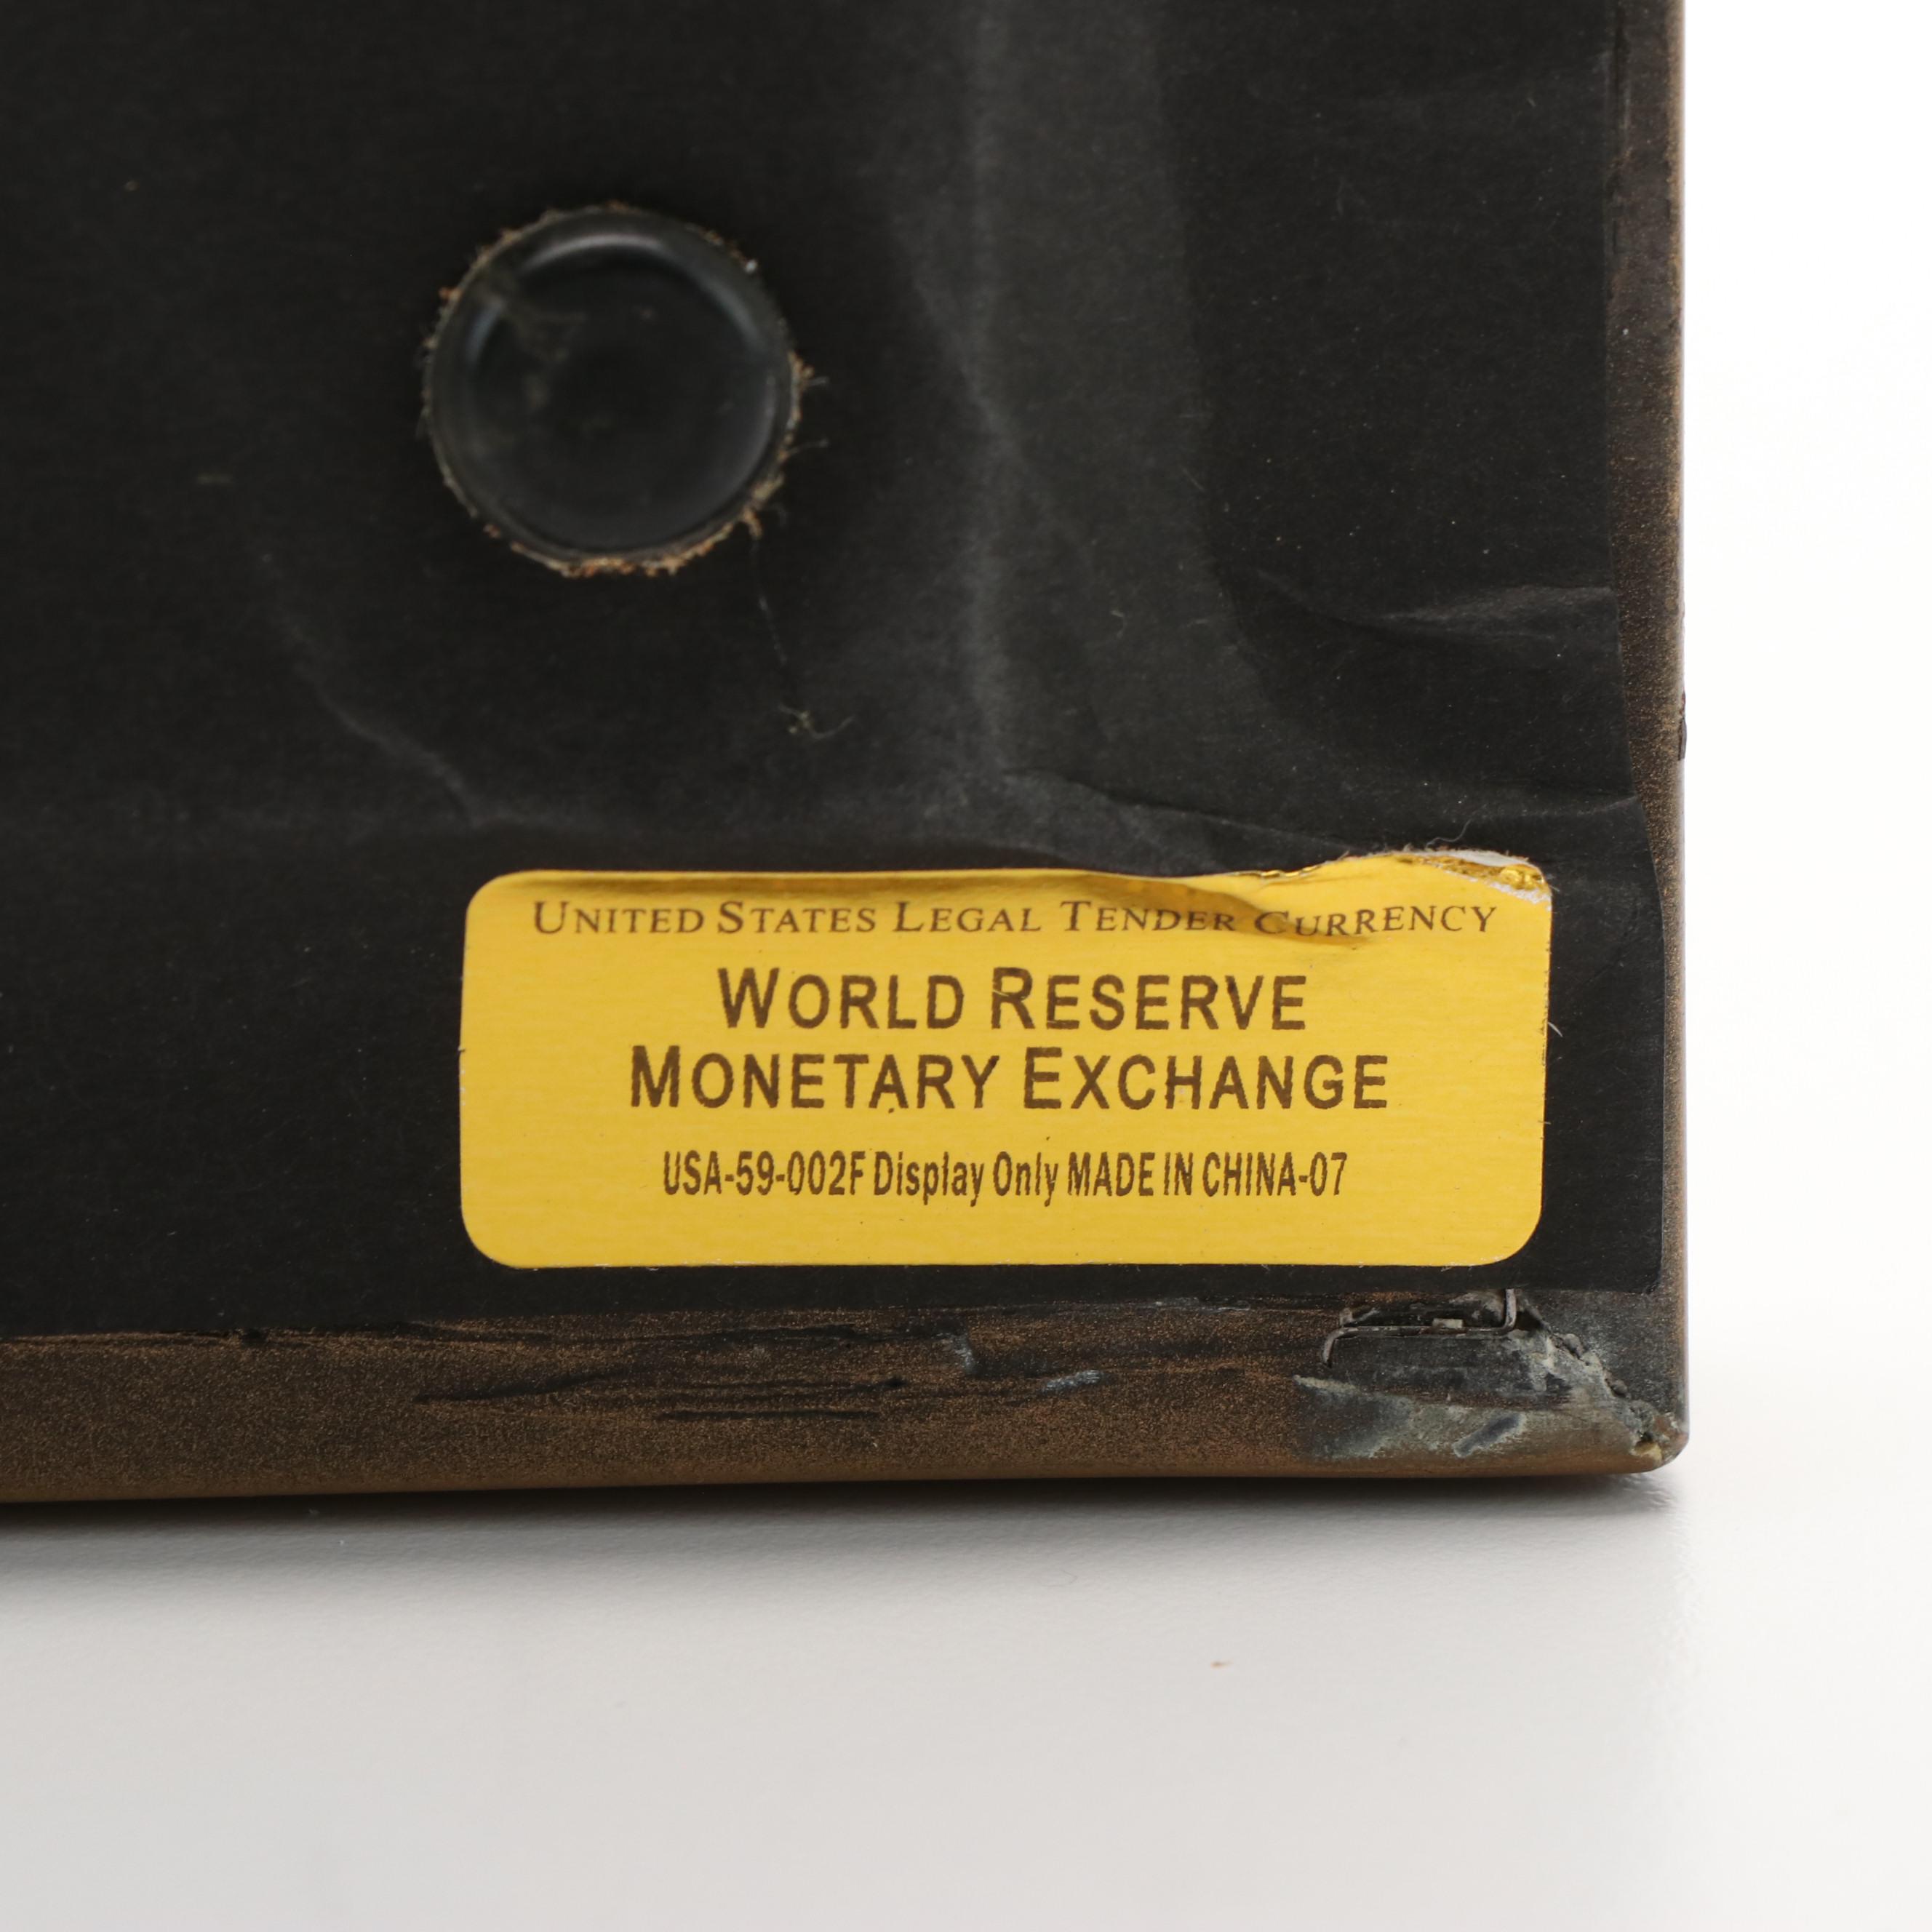 UNITED STATES LEGAL TENDER CURRENCY
WORLD RESERVE
MONETARY EXCHANGE
USA-59-002F Display Only MADE IN CHINA-07